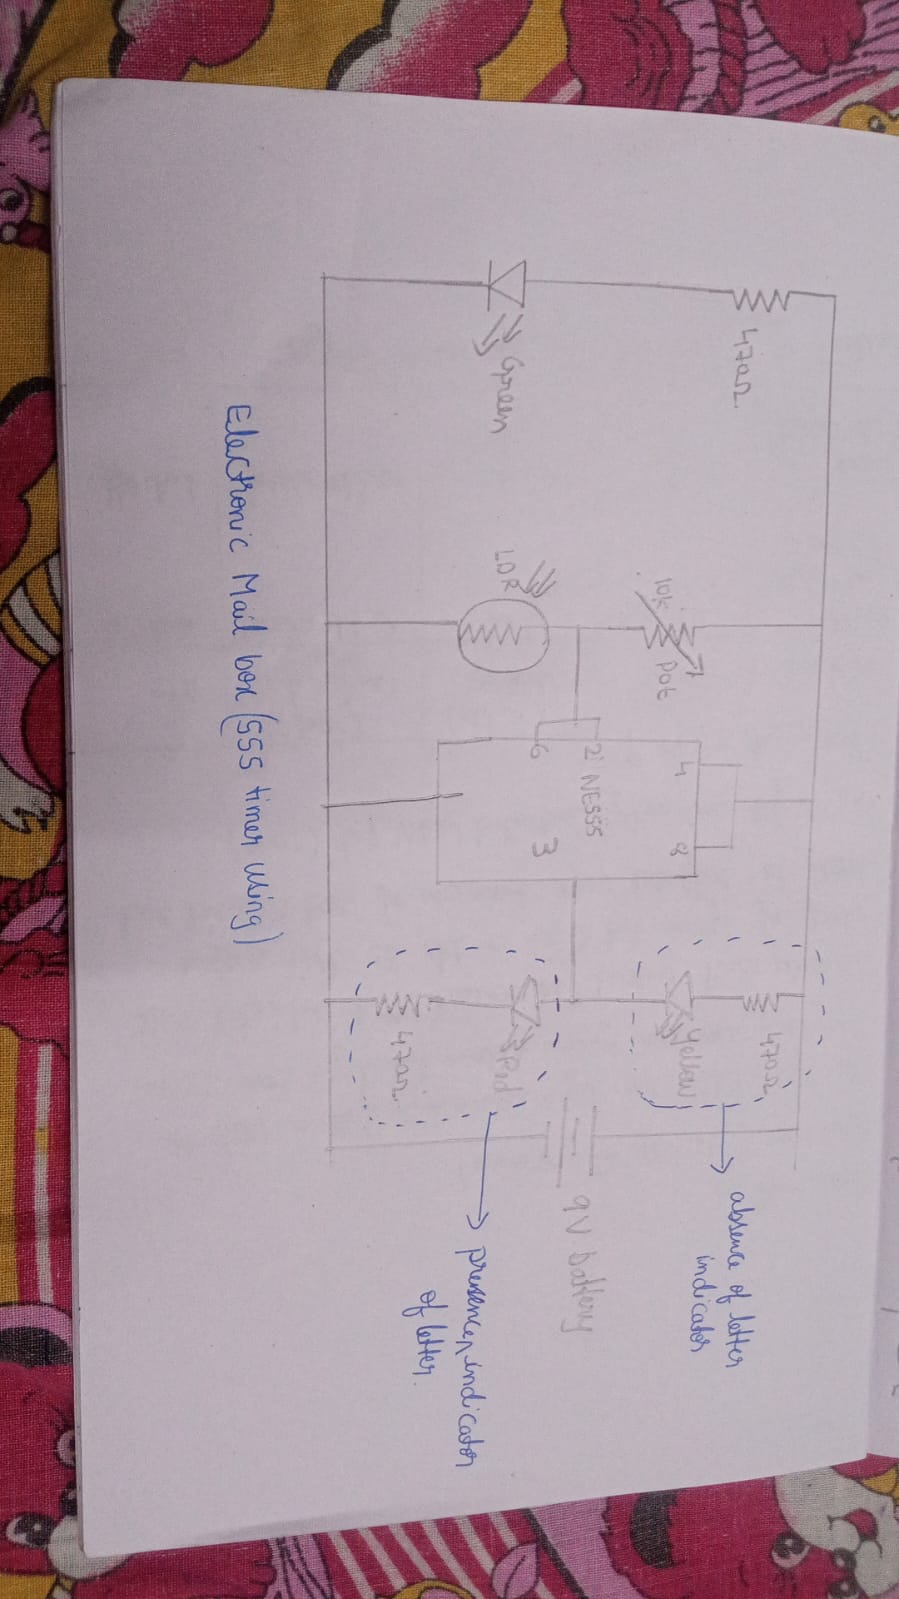 470Ω
Green
10k
Pot
LDR
4
8
2
NE555
6
3
470Ω
Yellow
absence of letter
indicator
Red
470Ω
9V battery
presence indicator
of letter.
Electronic Mail box (555 timer using)